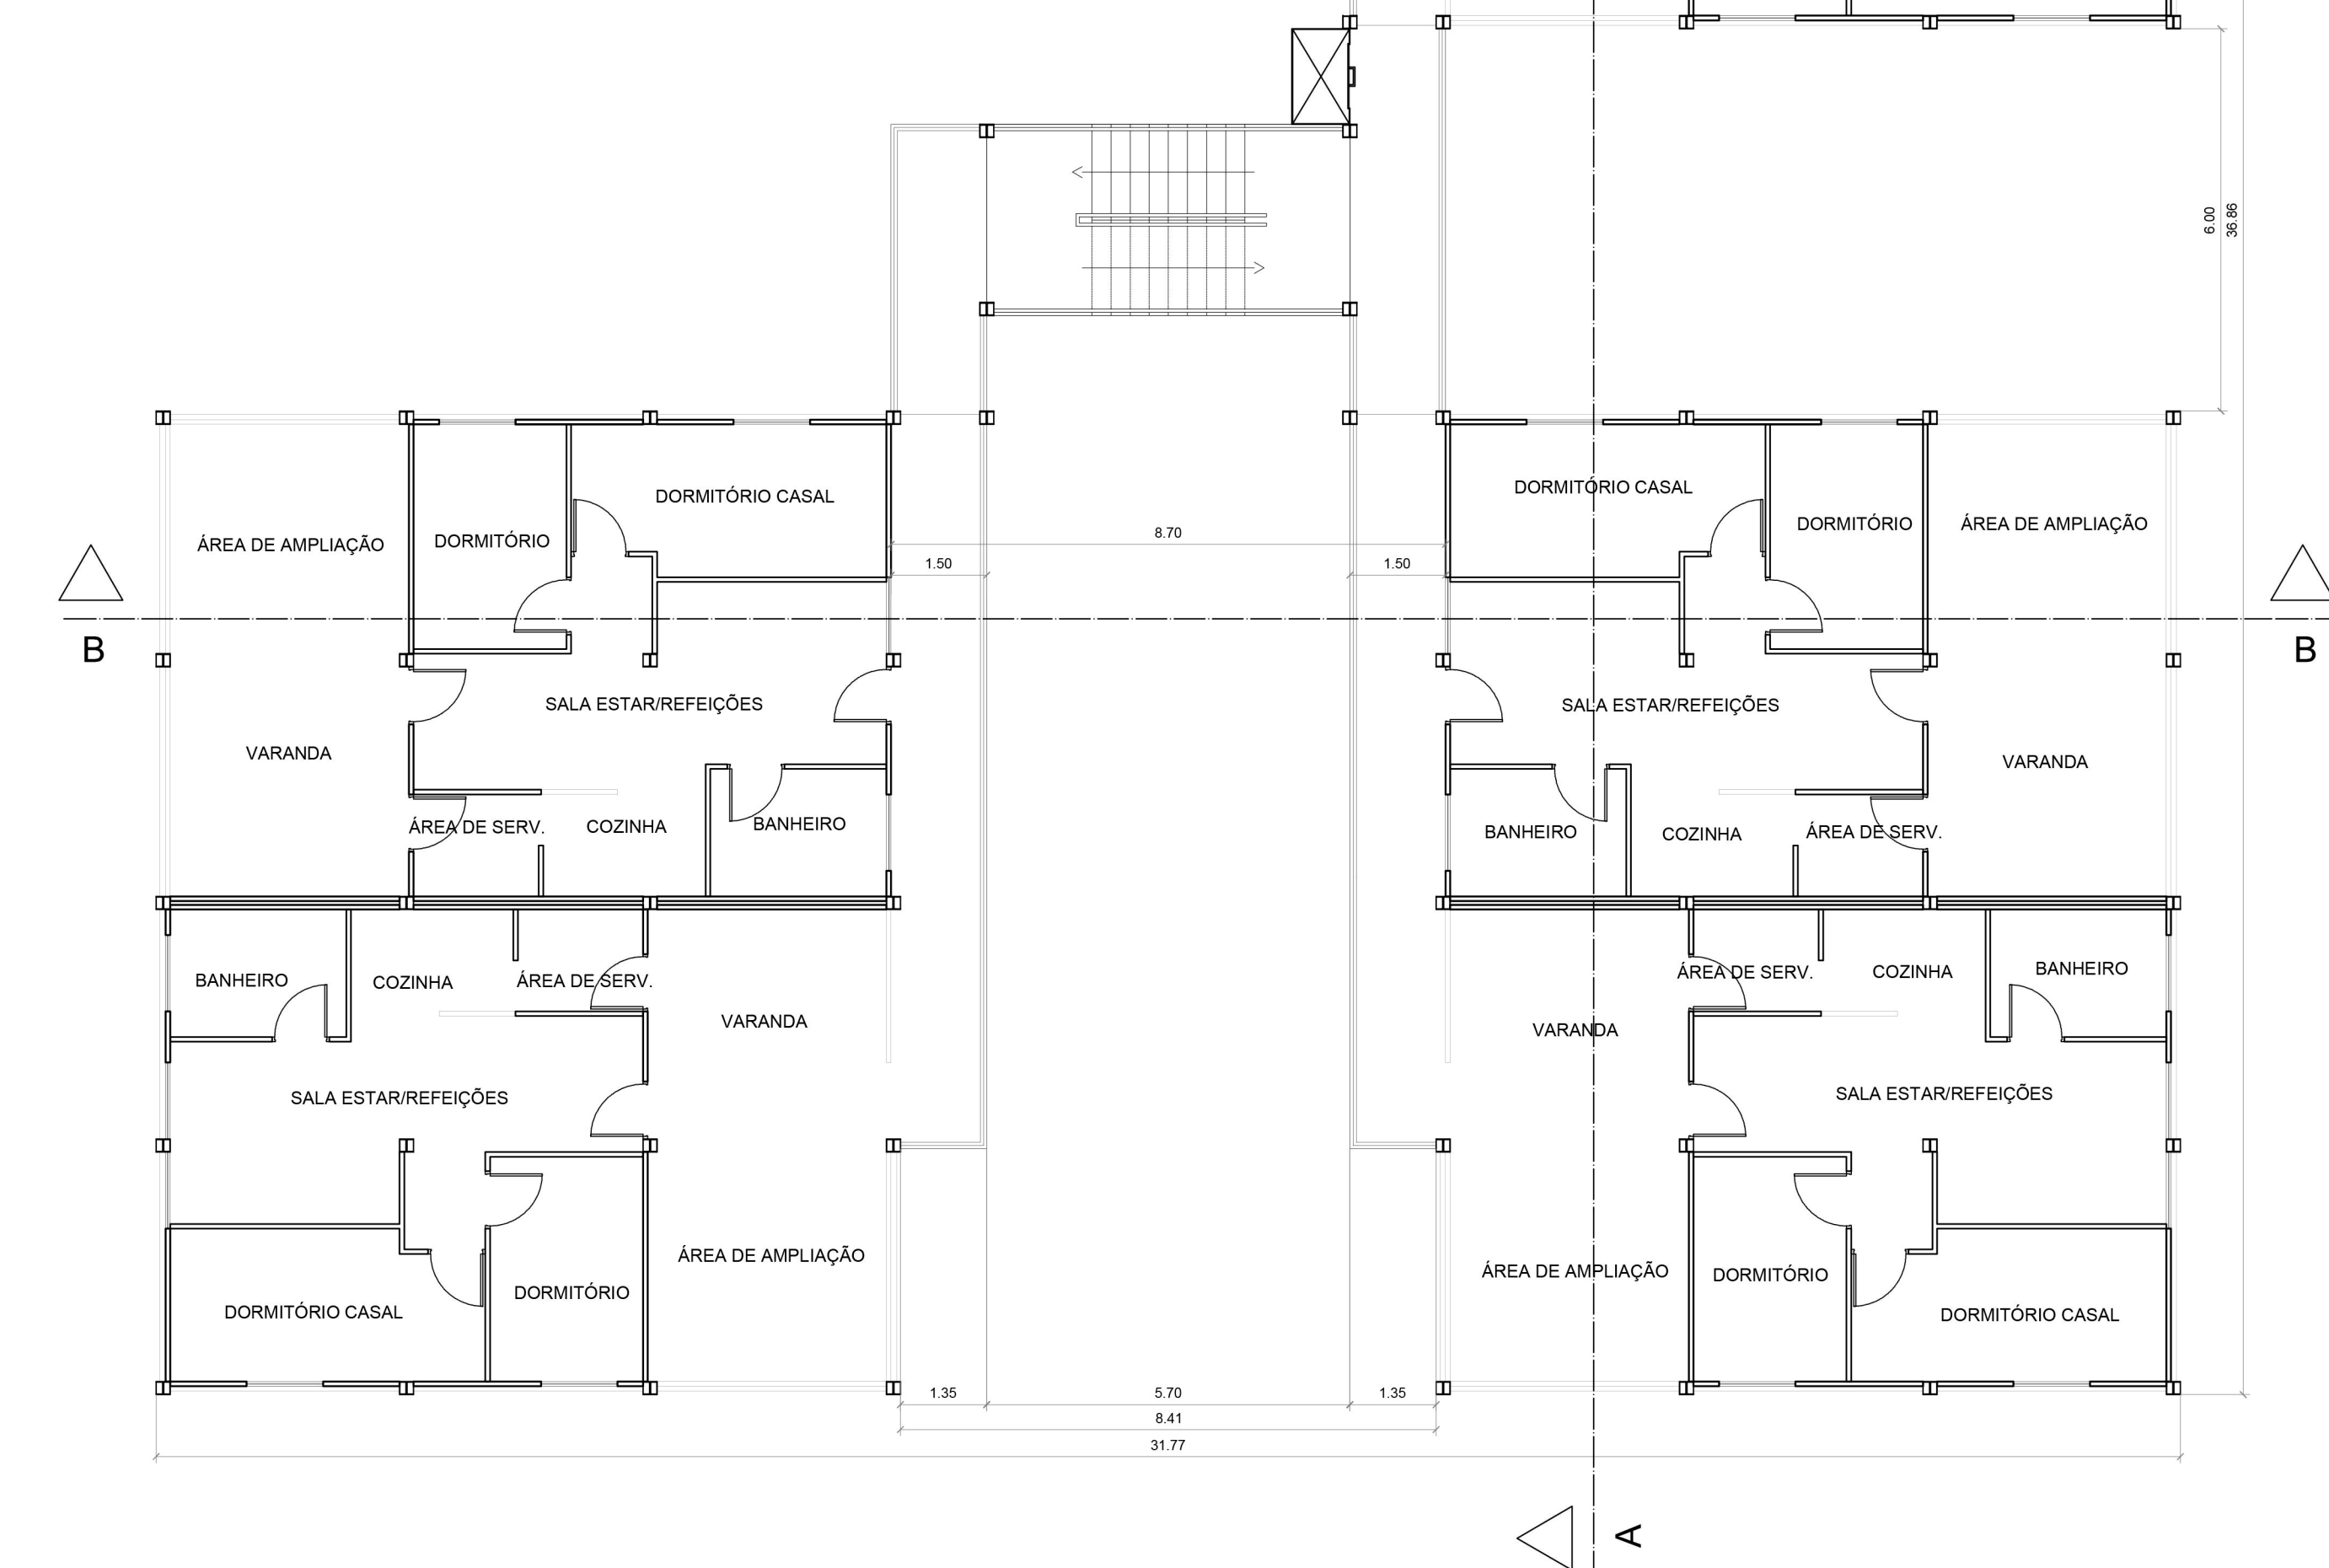 6.00
36.86
DORMITÓRIO CASAL
DORMITÓRIO CASAL
ÁREA DE AMPLIAÇÃO
DORMITÓRIO
8.70
DORMITÓRIO
ÁREA DE AMPLIAÇÃO
1.50
1.50
B
B
SALA ESTAR/REFEIÇÕES
SALA ESTAR/REFEIÇÕES
VARANDA
VARANDA
ÁREA DE SERV.
COZINHA
BANHEIRO
BANHEIRO
COZINHA
ÁREA DE SERV.
BANHEIRO
COZINHA
ÁREA DE SERV.
VARANDA
VARANDA
ÁREA DE SERV.
COZINHA
BANHEIRO
SALA ESTAR/REFEIÇÕES
SALA ESTAR/REFEIÇÕES
ÁREA DE AMPLIAÇÃO
ÁREA DE AMPLIAÇÃO
DORMITÓRIO
DORMITÓRIO
DORMITÓRIO CASAL
DORMITÓRIO CASAL
1.35
5.70
1.35
8.41
31.77
A